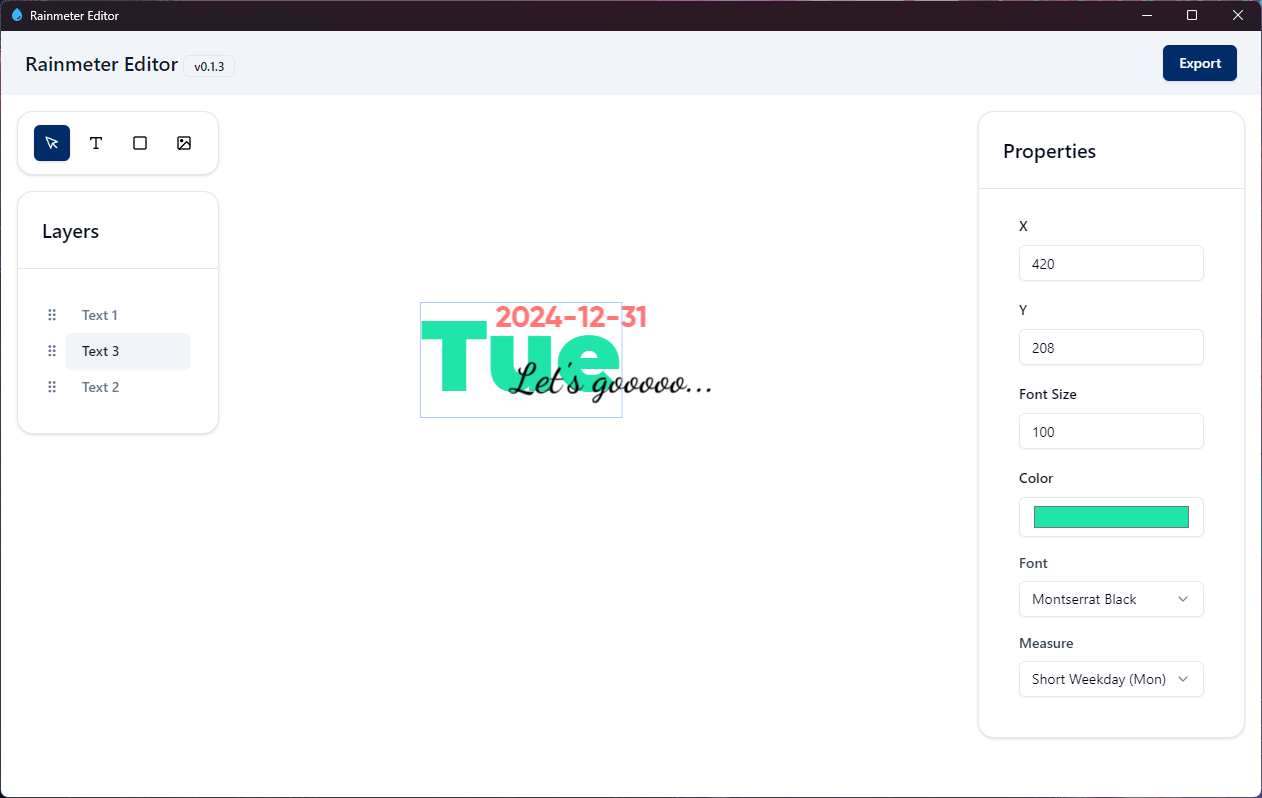 Rainmeter Editor
Rainmeter Editor v0.1.3
Export
Layers
Text 1
Text 3
Text 2
2024-12-31
Tue
Let's gooooo...
Properties
X
420
Y
208
Font Size
100
Color
Font
Montserrat Black
Measure
Short Weekday (Mon)